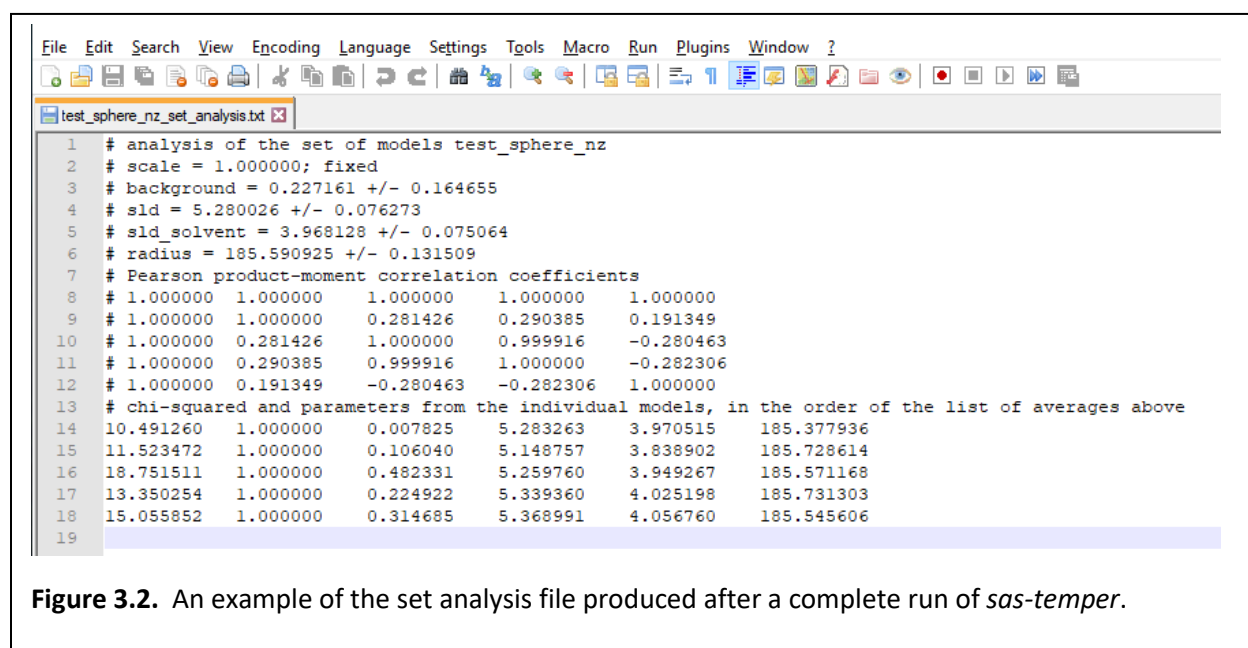 File Edit Search View Encoding Language Settings Tools Macro Run Plugins Window ?
test_sphere_nz_set_analysis.txt
1 # analysis of the set of models test_sphere_nz
2 # scale = 1.000000; fixed
3 # background = 0.227161 +/- 0.164655
4 # sld = 5.280026 +/- 0.076273
5 # sld_solvent = 3.968128 +/- 0.075064
6 # radius = 185.590925 +/- 0.131509
7 # Pearson product-moment correlation coefficients
8 # 1.000000 1.000000 1.000000 1.000000 1.000000
9 # 1.000000 1.000000 0.281426 0.290385 0.191349
10 # 1.000000 0.281426 1.000000 0.999916 -0.280463
11 # 1.000000 0.290385 0.999916 1.000000 -0.282306
12 # 1.000000 0.191349 -0.280463 -0.282306 1.000000
13 # chi-squared and parameters from the individual models, in the order of the list of averages above
14 10.491260 1.000000 0.007825 5.283263 3.970515 185.377936
15 11.523472 1.000000 0.106040 5.148757 3.838902 185.728614
16 18.751511 1.000000 0.482331 5.259760 3.949267 185.571168
17 13.350254 1.000000 0.224922 5.339360 4.025198 185.731303
18 15.055852 1.000000 0.314685 5.368991 4.056760 185.545606
19
Figure 3.2. An example of the set analysis file produced after a complete run of sas-temper.